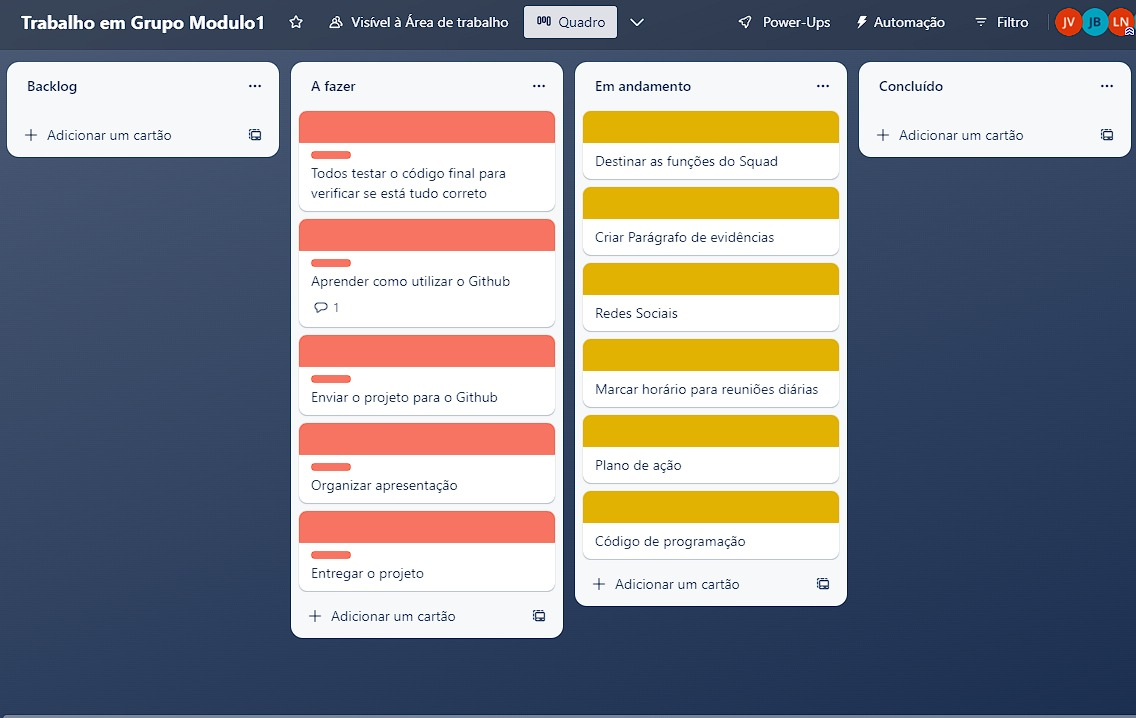 Trabalho em Grupo Modulo1
Visível à Área de trabalho
Quadro
Power-Ups
Automação
Filtro
JV
JB
LN
Backlog
Adicionar um cartão
A fazer
Todos testar o código final para
verificar se está tudo correto
Aprender como utilizar o Github
1
Enviar o projeto para o Github
Organizar apresentação
Entregar o projeto
Adicionar um cartão
Em andamento
Destinar as funções do Squad
Criar Parágrafo de evidências
Redes Sociais
Marcar horário para reuniões diárias
Plano de ação
Código de programação
Adicionar um cartão
Concluído
Adicionar um cartão